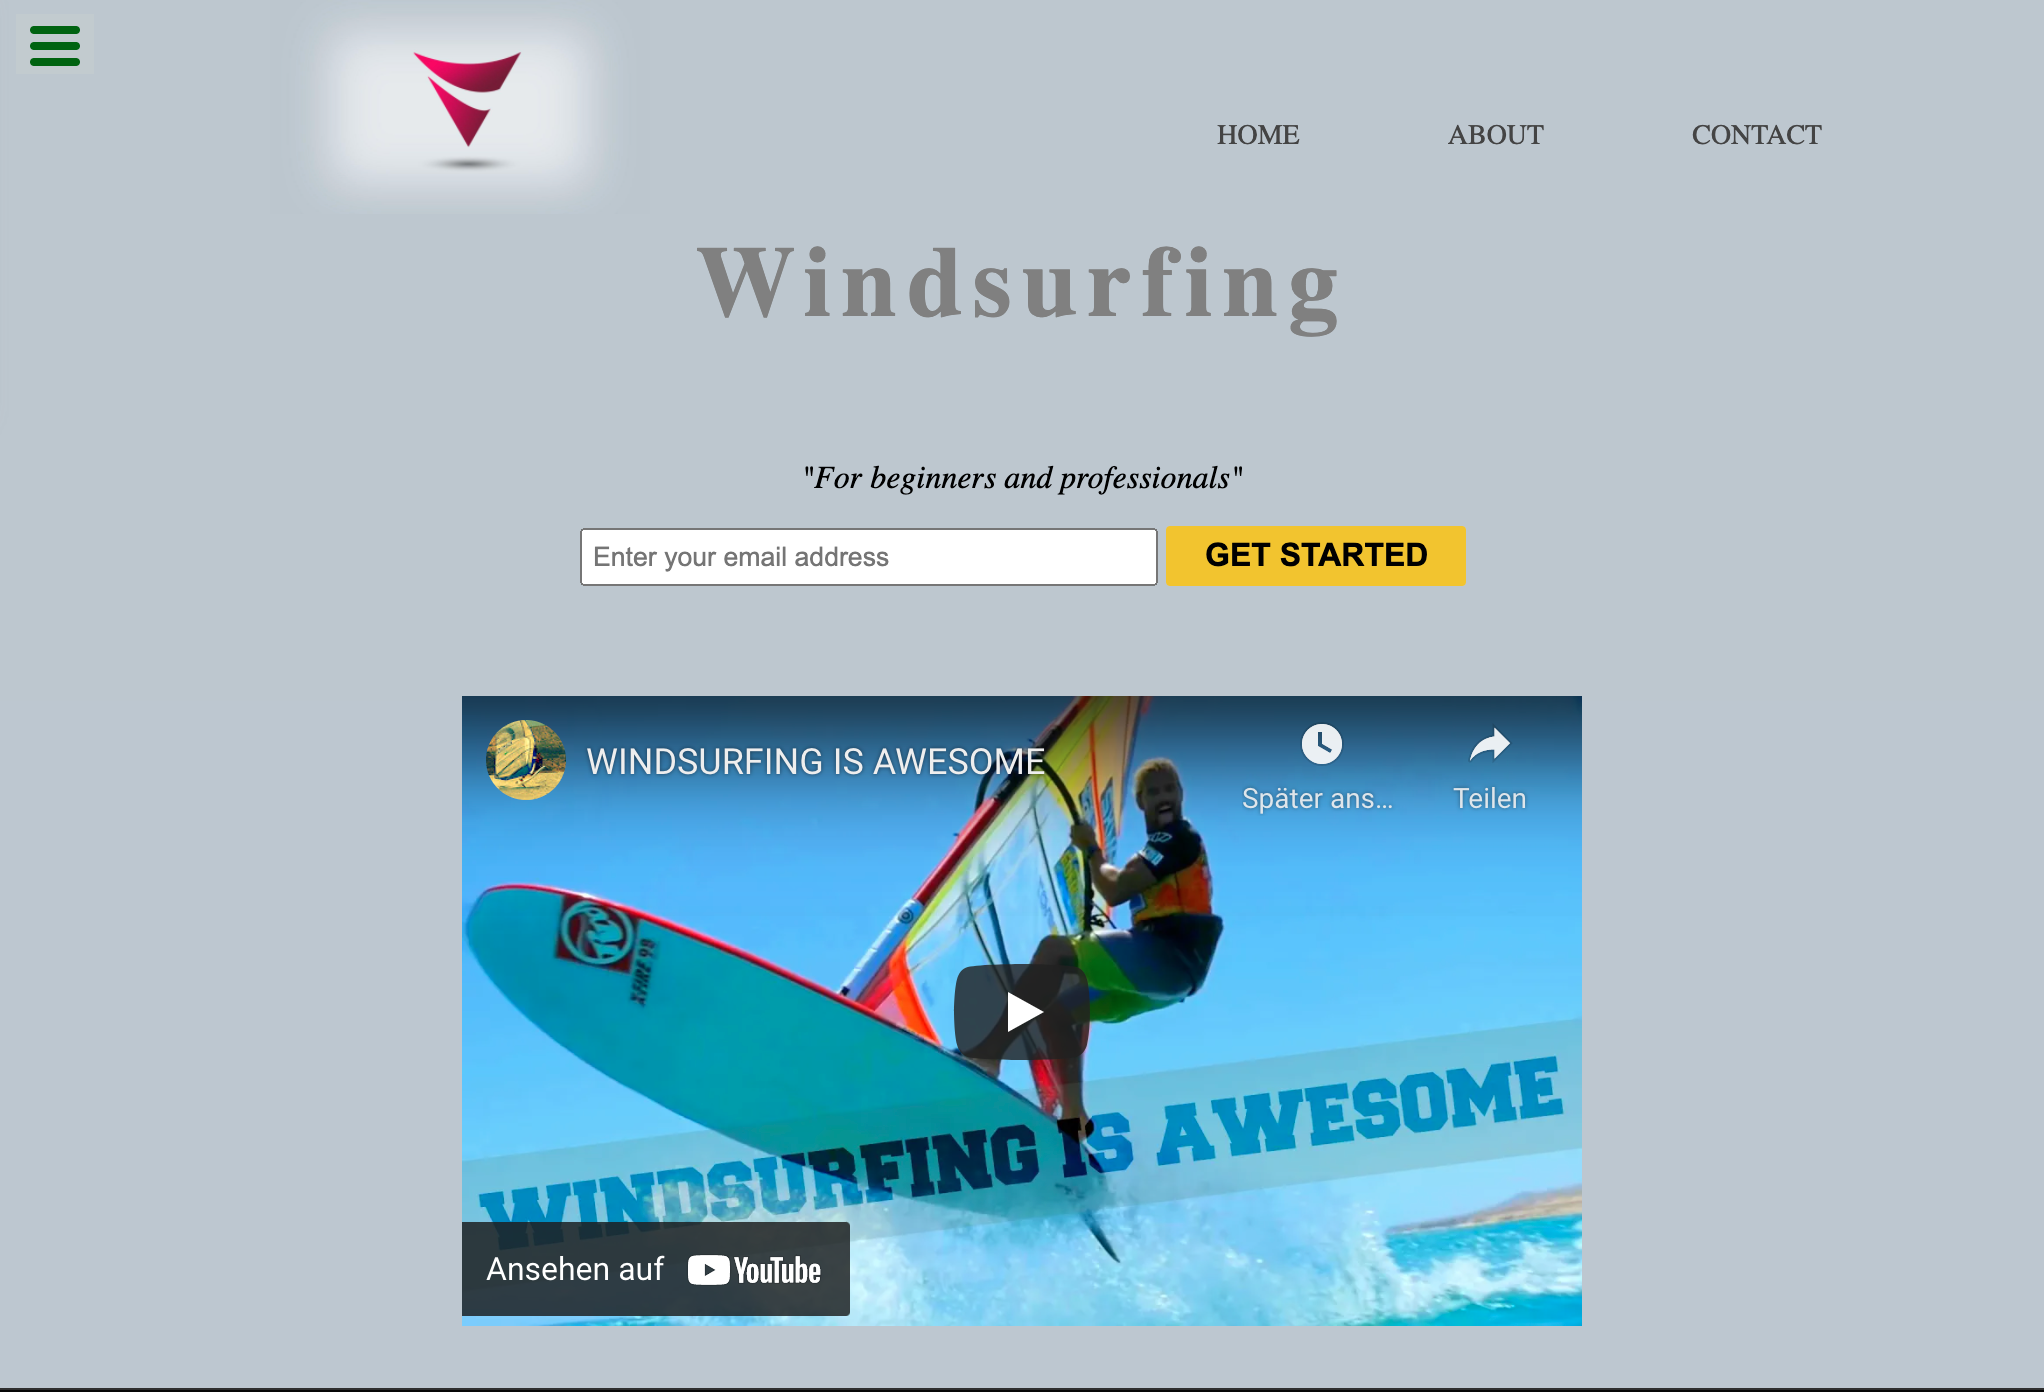 HOME ABOUT CONTACT
Windsurfing
"For beginners and professionals"
Enter your email address GET STARTED
WINDSURFING IS AWESOME
Später ans... Teilen
X-FIRE 99
WINDSURFING IS AWESOME
Ansehen auf YouTube